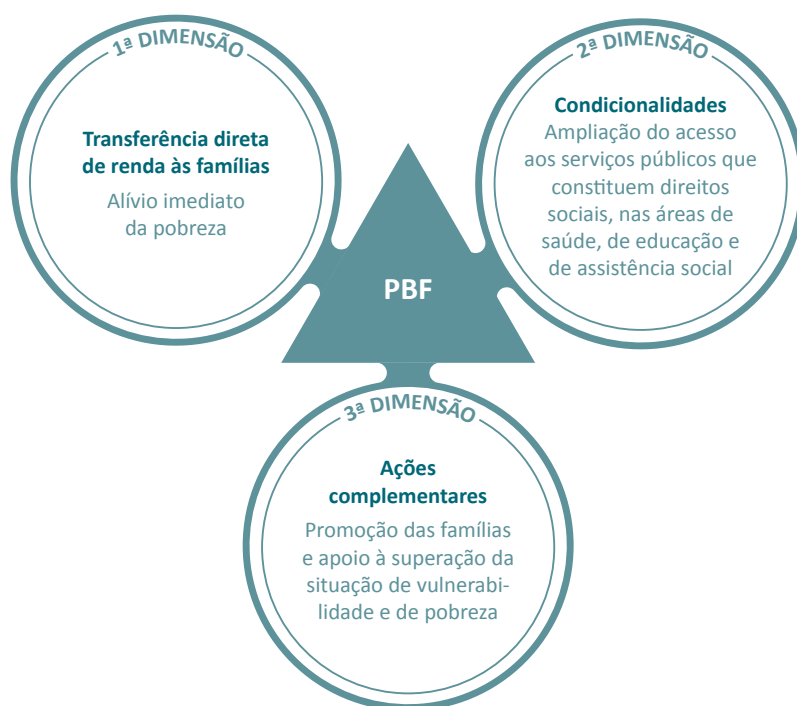 1ª DIMENSÃO
Transferência direta
de renda às famílias
Alívio imediato
da pobreza
2ª DIMENSÃO
Condicionalidades
Ampliação do acesso
aos serviços públicos que
constituem direitos
sociais, nas áreas de
saúde, de educação e
de assistência social
PBF
3ª DIMENSÃO
Ações
complementares
Promoção das famílias
e apoio à superação da
situação de vulnerabi-
lidade e de pobreza